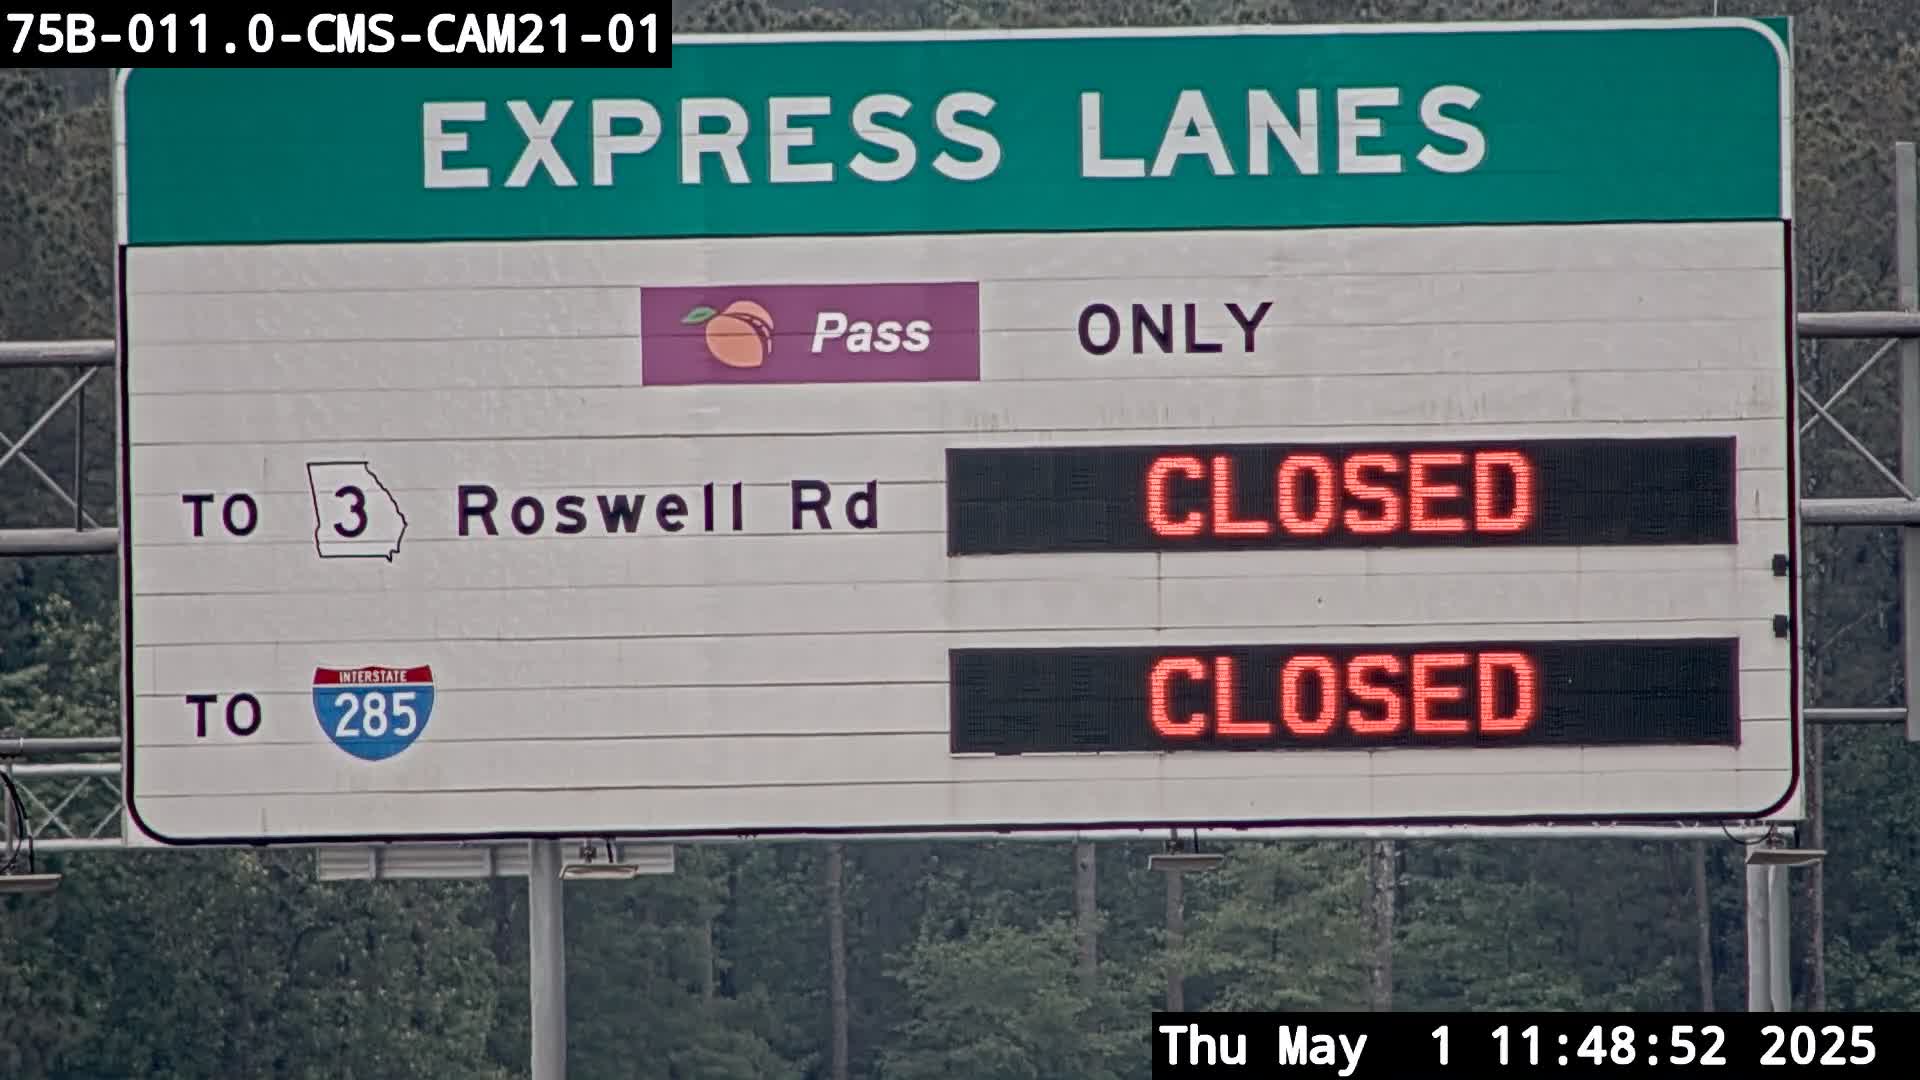 75B-011.0-CMS-CAM21-01
EXPRESS LANES
Pass ONLY
TO 3 Roswell Rd CLOSED
TO INTERSTATE 285 CLOSED
Thu May 1 11:48:52 2025